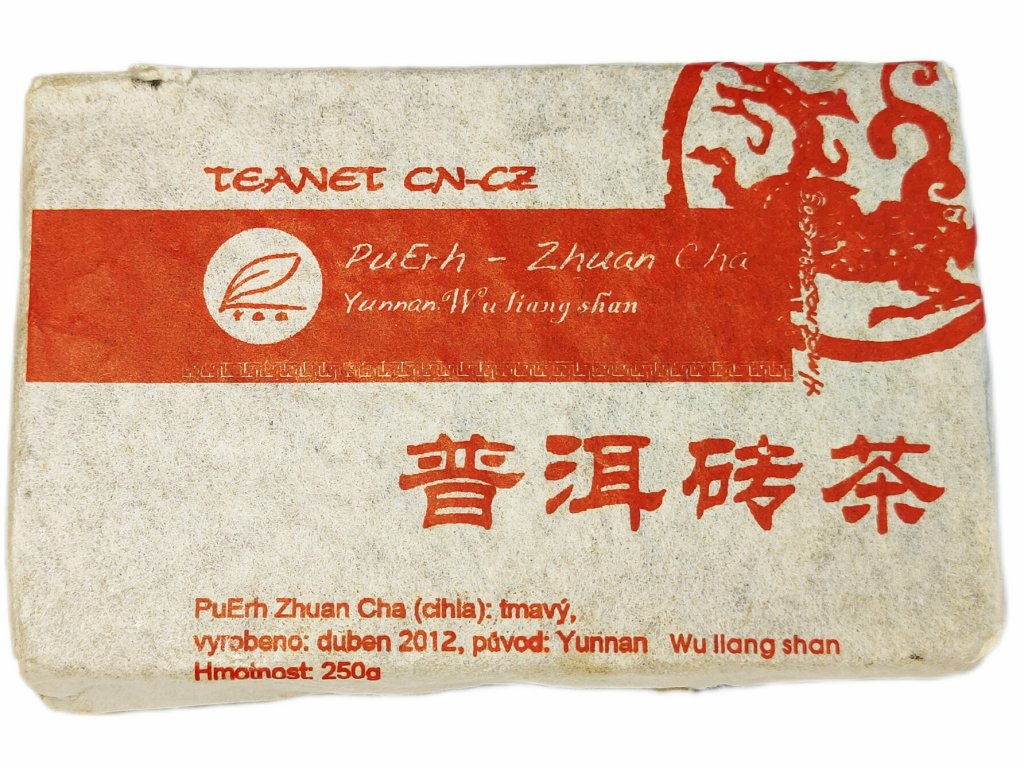 TEANET CN-CZ
PuErh - Zhuan Cha
Yunnan Wu liang shan
tea
普洱砖茶
PuErh Zhuan Cha (cihla): tmavý,
vyrobeno: duben 2012, původ: Yunnan Wu liang shan
Hmotnost: 250g